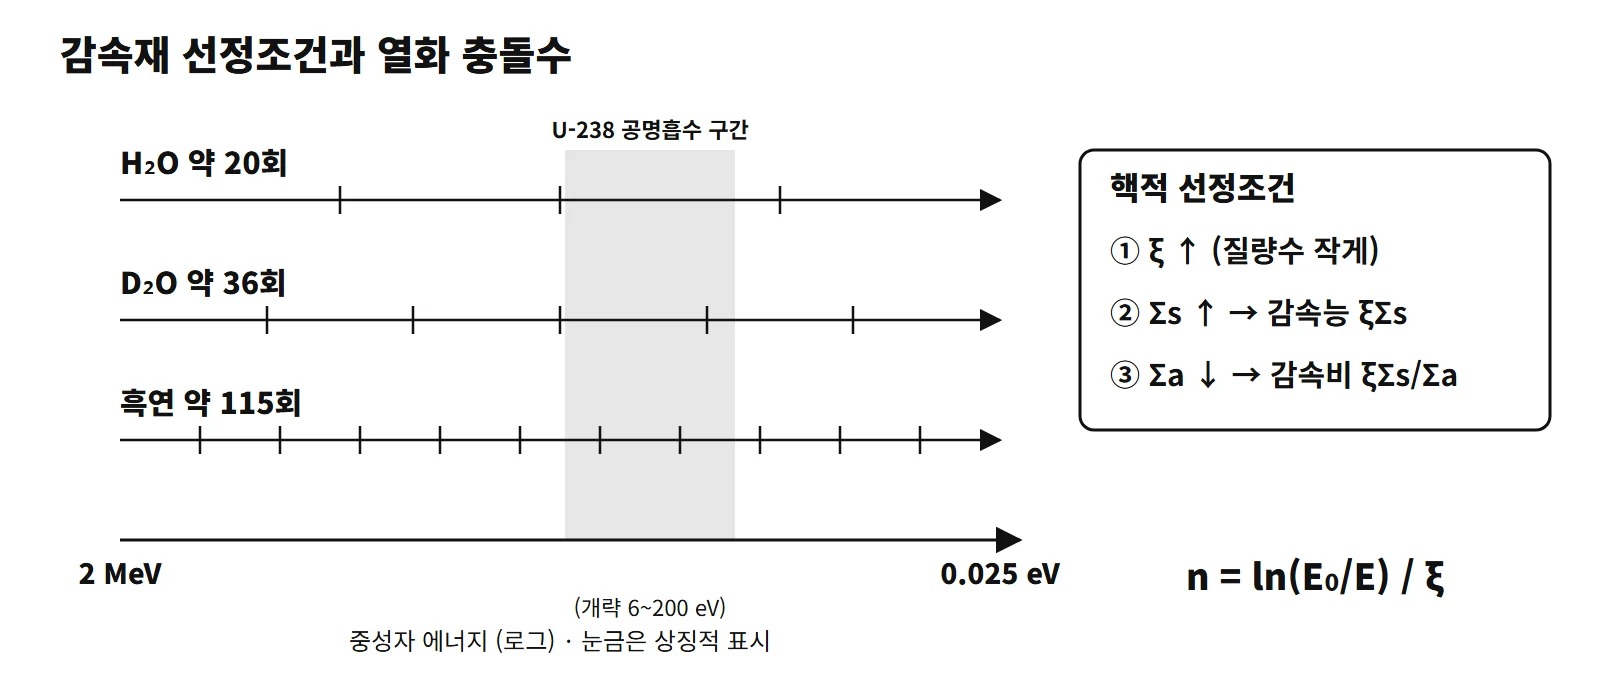 감속재 선정조건과 열화 충돌수
U-238 공명흡수 구간
H₂O 약 20회
D₂O 약 36회
흑연 약 115회
2 MeV
0.025 eV
(개략 6~200 eV)
중성자 에너지 (로그) · 눈금은 상징적 표시
핵적 선정조건
① ξ ↑ (질량수 작게)
② Σs ↑ → 감속능 ξΣs
③ Σa ↓ → 감속비 ξΣs/Σa
n = ln(E₀/E) / ξ